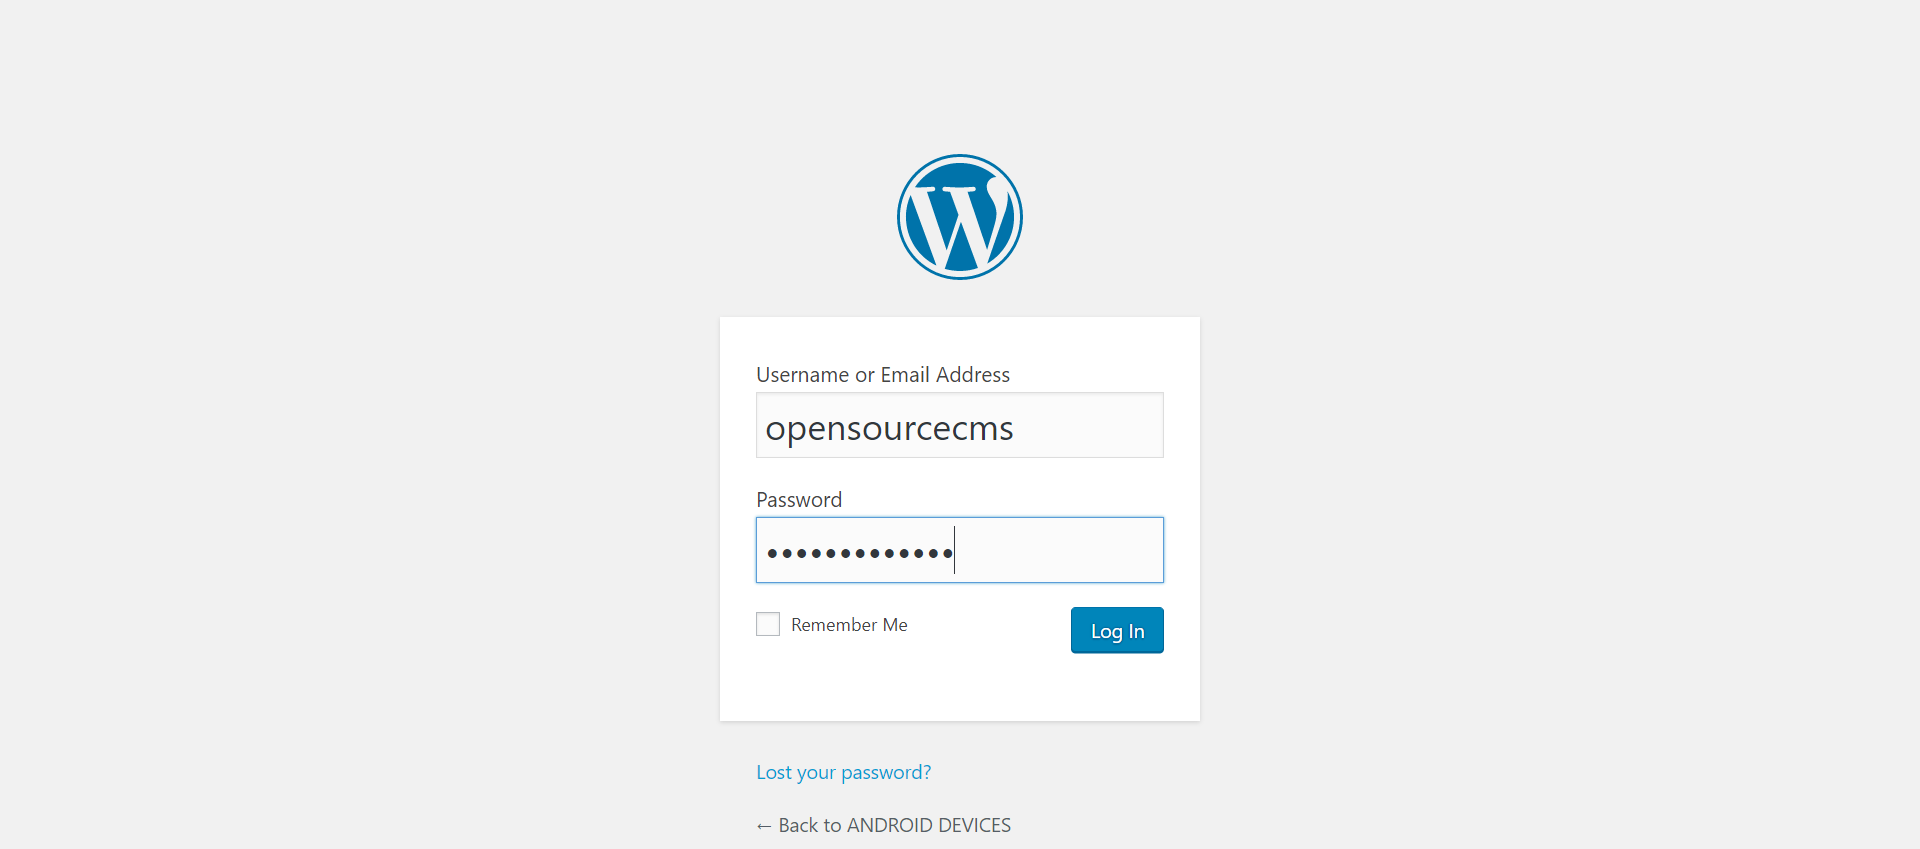 Username or Email Address
opensourcecms
Password
•••••••••••••
Remember Me
Log In
Lost your password?
← Back to ANDROID DEVICES